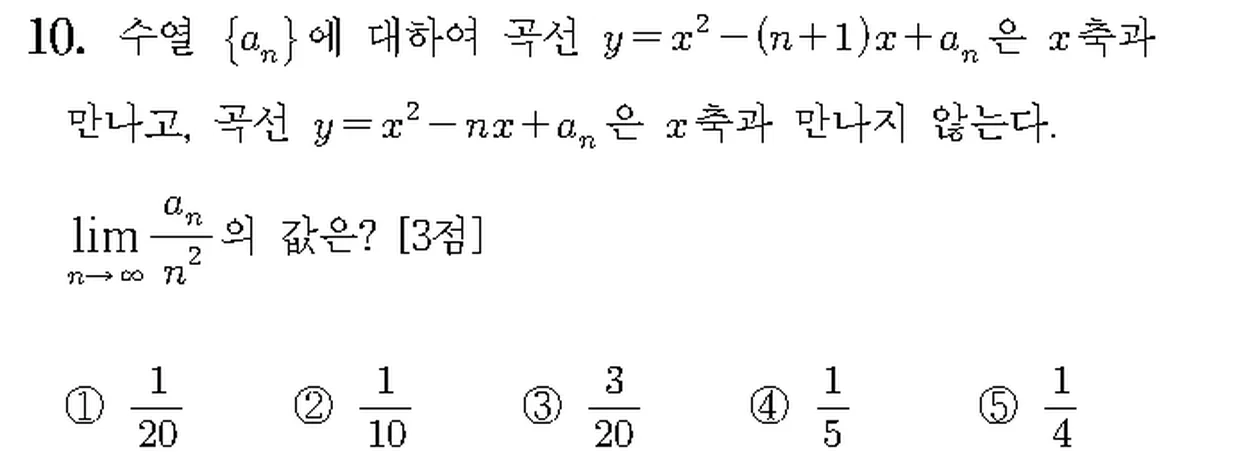 10. 수열 {aₙ}에 대하여 곡선 y=x²-(n+1)x+aₙ은 x축과
만나고, 곡선 y=x²-nx+aₙ은 x축과 만나지 않는다.
lim_{n→∞} aₙ/n²의 값은? [3점]
① 1/20 ② 1/10 ③ 3/20 ④ 1/5 ⑤ 1/4